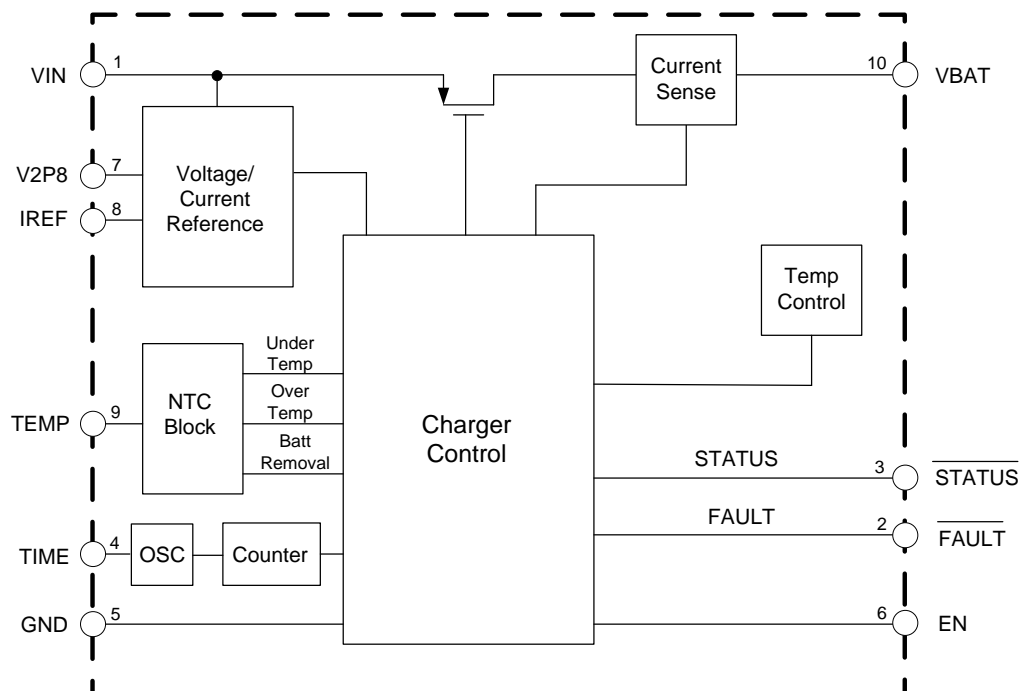 VIN
1
Current
Sense
10
VBAT
V2P8
7
Voltage/
Current
Reference
IREF
8
Temp
Control
Under
Temp
TEMP
9
NTC
Block
Over
Temp
Batt
Removal
Charger
Control
STATUS
3
STATUS
FAULT
2
FAULT
TIME
4
OSC
Counter
GND
5
6
EN